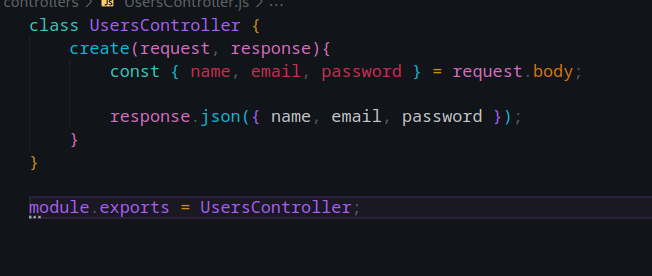 controllers > JS UsersController.js > ...
class UsersController {
    create(request, response){
        const { name, email, password } = request.body;

        response.json({ name, email, password });
    }
}

module.exports = UsersController;